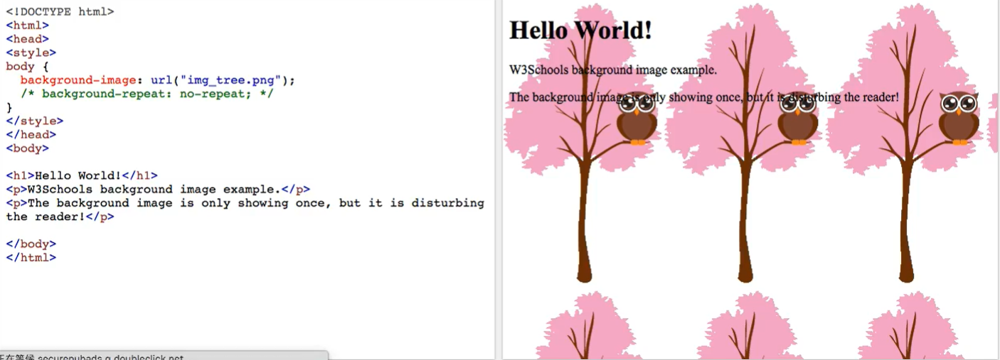 <!DOCTYPE html>
<html>
<head>
<style>
body {
  background-image: url("img_tree.png");
  /* background-repeat: no-repeat; */
}
</style>
</head>
<body>

<h1>Hello World!</h1>
<p>W3Schools background image example.</p>
<p>The background image is only showing once, but it is disturbing
the reader!</p>

</body>
</html>
正在等候 securepubads.g.doubleclick.net
Hello World!
W3Schools background image example.
The background image is only showing once, but it is disturbing the reader!